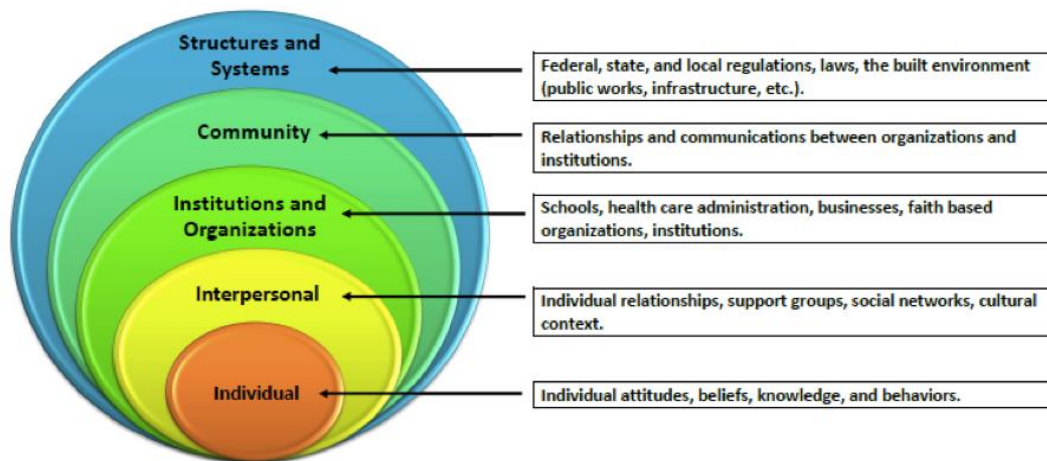 Structures and
Systems
Federal, state, and local regulations, laws, the built environment
(public works, infrastructure, etc.).
Community
Relationships and communications between organizations and
institutions.
Institutions and
Organizations
Schools, health care administration, businesses, faith based
organizations, institutions.
Interpersonal
Individual relationships, support groups, social networks, cultural
context.
Individual
Individual attitudes, beliefs, knowledge, and behaviors.